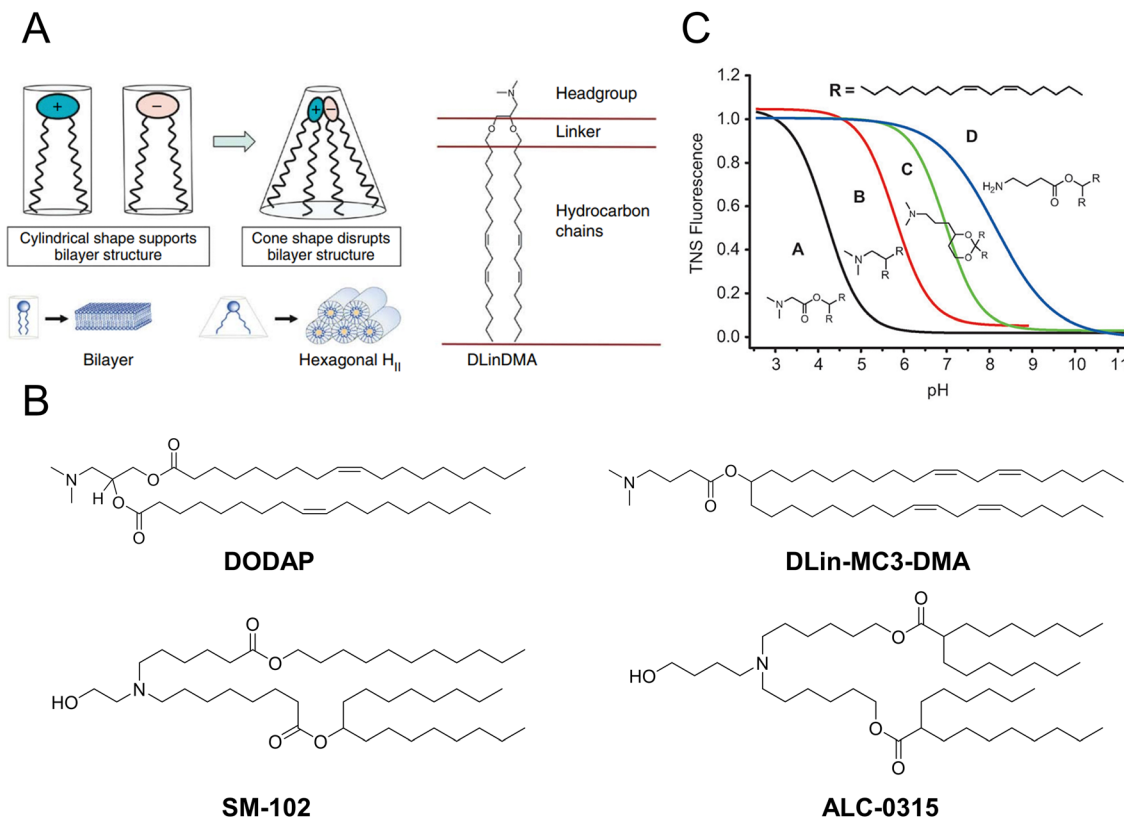 A
+
−
+
−
Cylindrical shape supports
bilayer structure
Cone shape disrupts
bilayer structure
Bilayer
Hexagonal H_II
N
O
O
Headgroup
Linker
Hydrocarbon
chains
DLinDMA
C
TNS Fluorescence
1.2
1.0
0.8
0.6
0.4
0.2
0.0
3
4
5
6
7
8
9
10
11
pH
R =
A
B
C
D
N
O
O
R
R
N
R
R
N
O
O
R
R
H₂N
O
O
R
R
B
N
H
O
O
O
O
DODAP
N
O
O
DLin-MC3-DMA
HO
N
O
O
O
O
SM-102
HO
N
O
O
O
O
ALC-0315